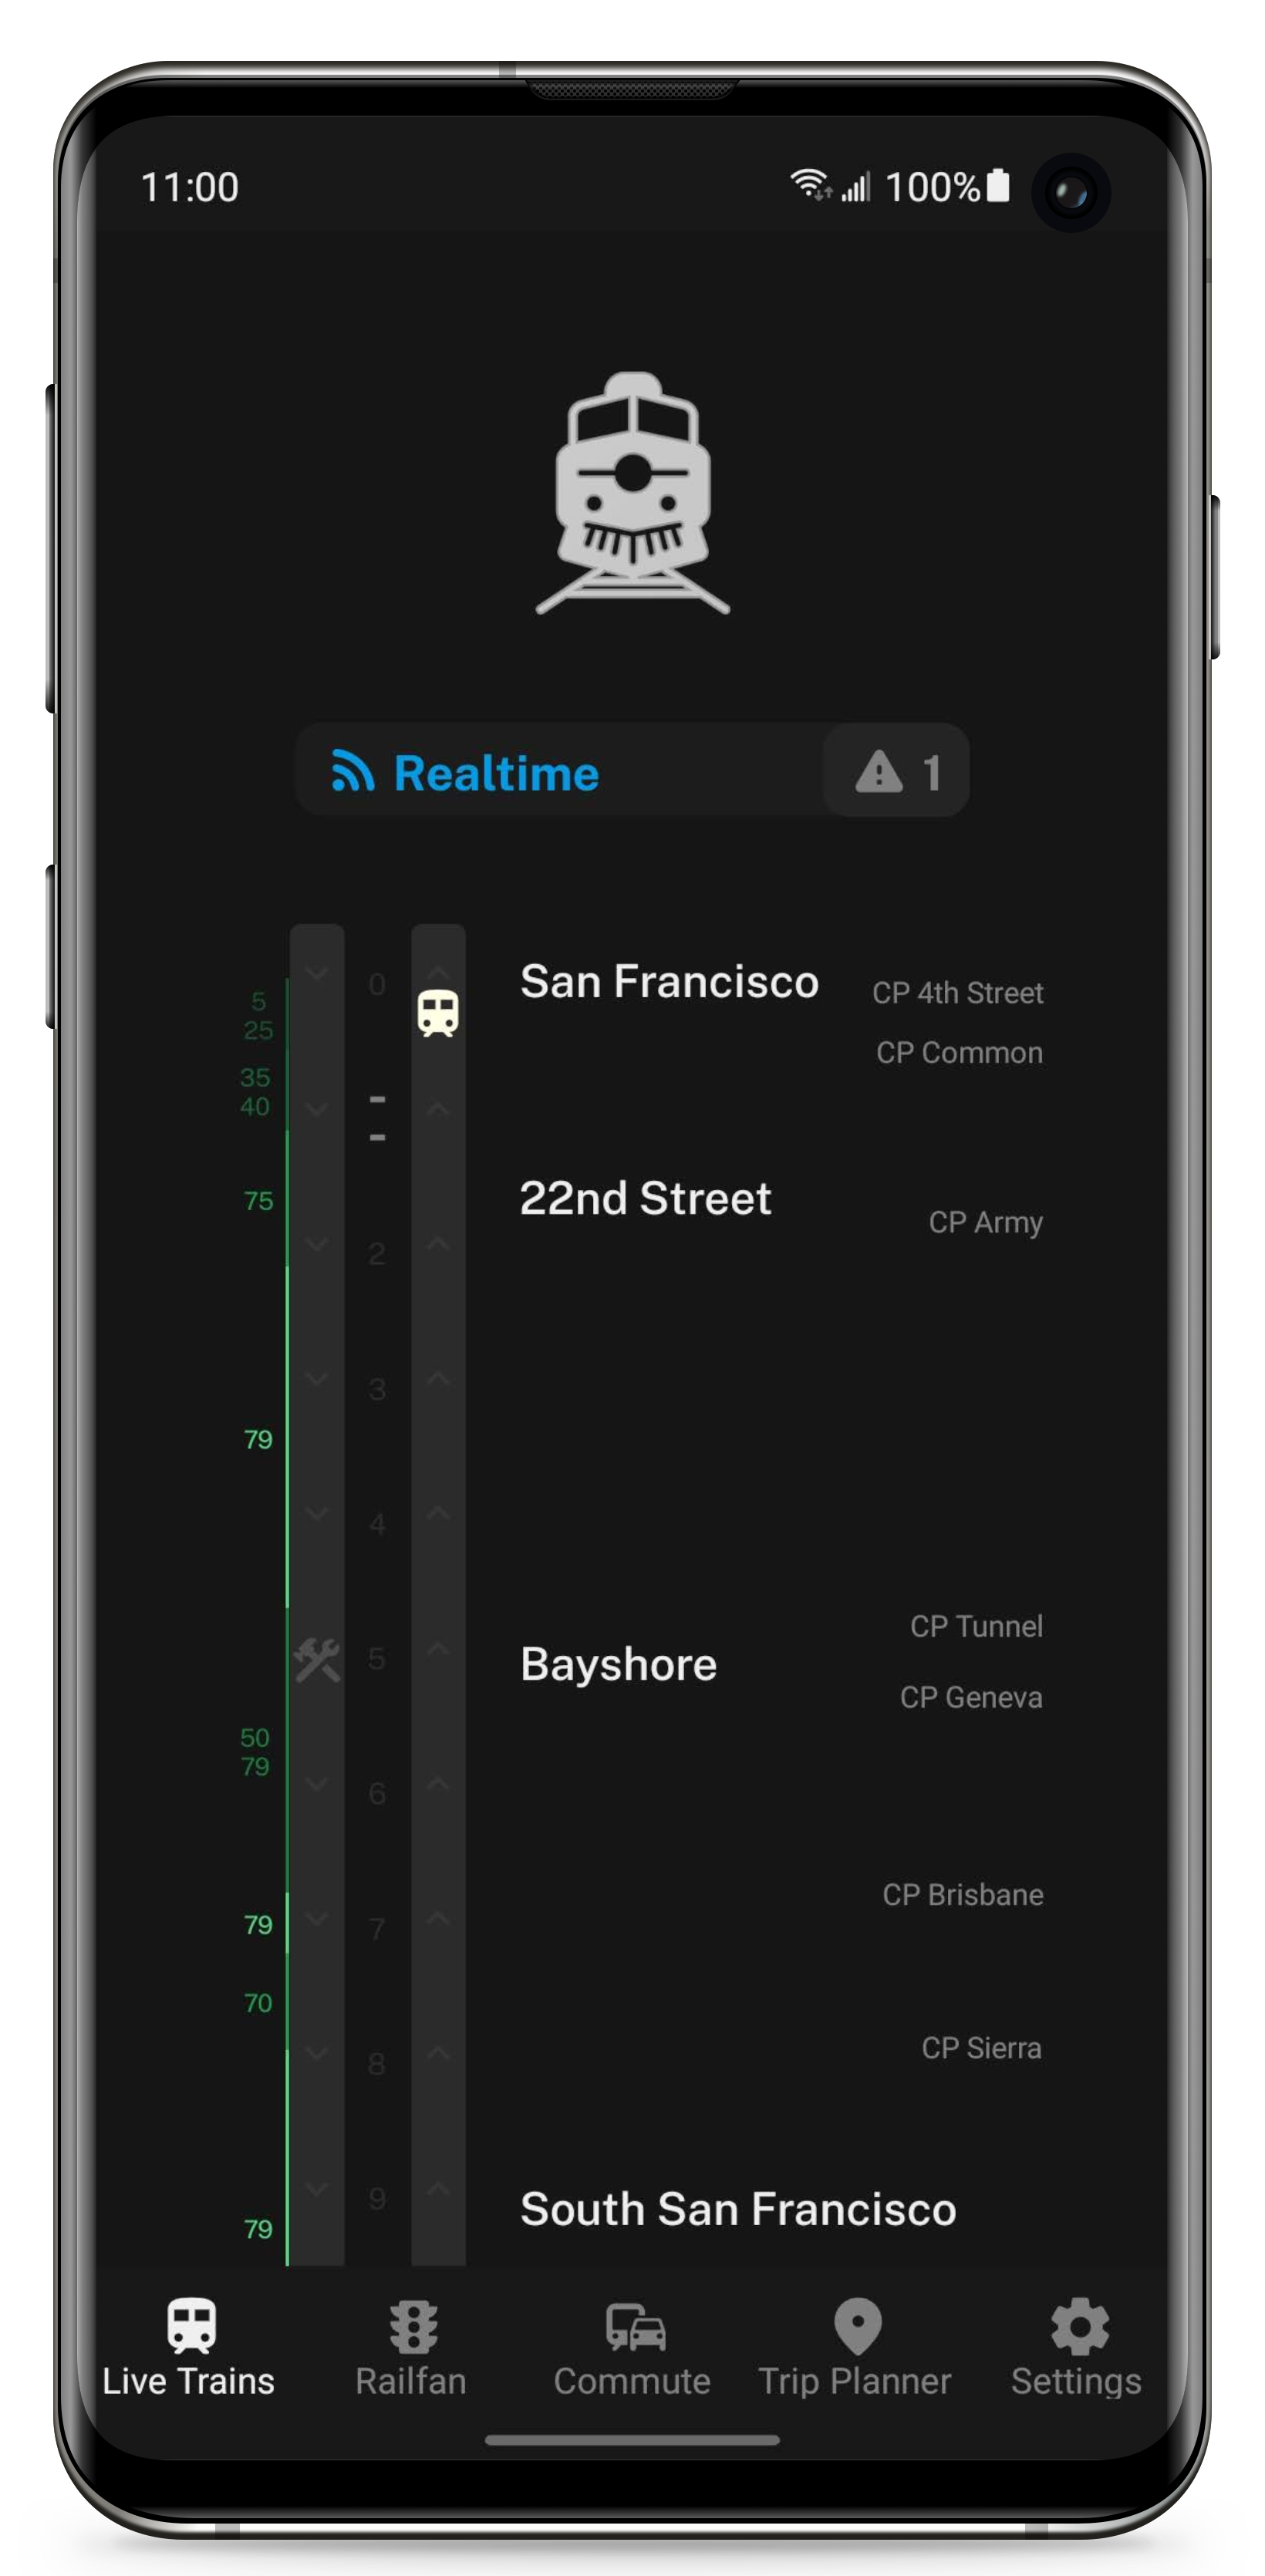 11:00 100%
Realtime 1
0 San Francisco CP 4th Street
5
25
CP Common
35
40
-
-
75 22nd Street CP Army
2
3
79
4
CP Tunnel
5 Bayshore
CP Geneva
50
79
6
CP Brisbane
79 7
70
CP Sierra
8
9 South San Francisco
79
Live Trains Railfan Commute Trip Planner Settings